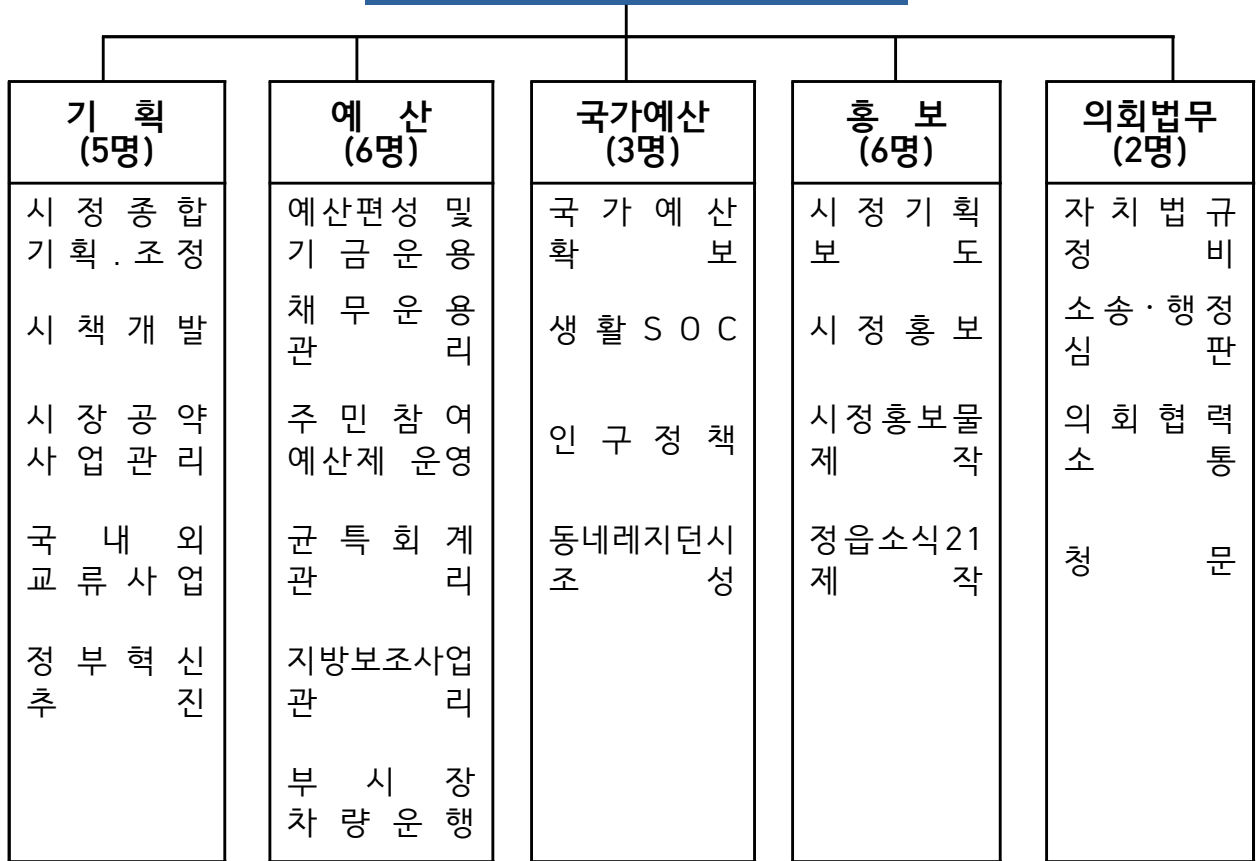 기 획
(5명)
시 정 종 합
기 획 . 조 정
시 책 개 발
시 장 공 약
사 업 관 리
국 내 외
교 류 사 업
정 부 혁 신
추 진
예 산
(6명)
예산편성 및
기 금 운 용
채 무 운 용
관 리
주 민 참 여
예산제 운영
균 특 회 계
관 리
지방보조사업
관 리
부 시 장
차 량 운 행
국가예산
(3명)
국 가 예 산
확 보
생 활 S O C
인 구 정 책
동네레지던시
조 성
홍 보
(6명)
시 정 기 획
보 도
시 정 홍 보
시정홍보물
제 작
정읍소식21
제 작
의회법무
(2명)
자 치 법 규
정 비
소 송 · 행 정
심 판
의 회 협 력
소 통
청 문